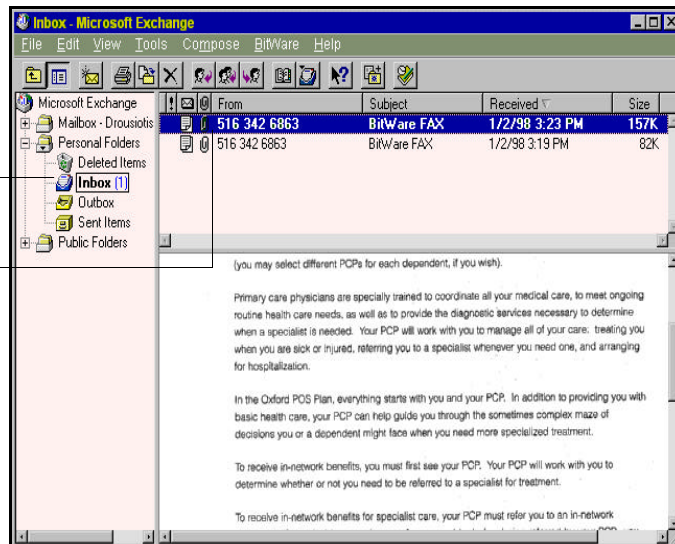 Inbox - Microsoft Exchange
File Edit View Tools Compose BitWare Help
Microsoft Exchange
Mailbox - Drousiotis
Personal Folders
Deleted Items
Inbox (1)
Outbox
Sent Items
Public Folders
! From Subject Received Size
516 342 6863 BitWare FAX 1/2/98 3:23 PM 157K
516 342 6863 BitWare FAX 1/2/98 3:19 PM 82K
(you may select different PCPs for each dependent, if you wish).
Primary care physicians are specially trained to coordinate all your medical care, to meet ongoing
routine health care needs, as well as to provide the diagnostic services necessary to determine
when a specialist is needed. Your PCP will work with you to manage all of your care: treating you
when you are sick or injured, referring you to a specialist whenever you need one, and arranging
for hospitalization.
In the Oxford POS Plan, everything starts with you and your PCP. In addition to providing you with
basic health care, your PCP can help guide you through the sometimes complex maze of
decisions you or a dependent might face when you need more specialized treatment.
To receive in-network benefits, you must first see your PCP. Your PCP will work with you to
determine whether or not you need to be referred to a specialist for treatment.
To receive in-network benefits for specialist care, your PCP must refer you to an in-network